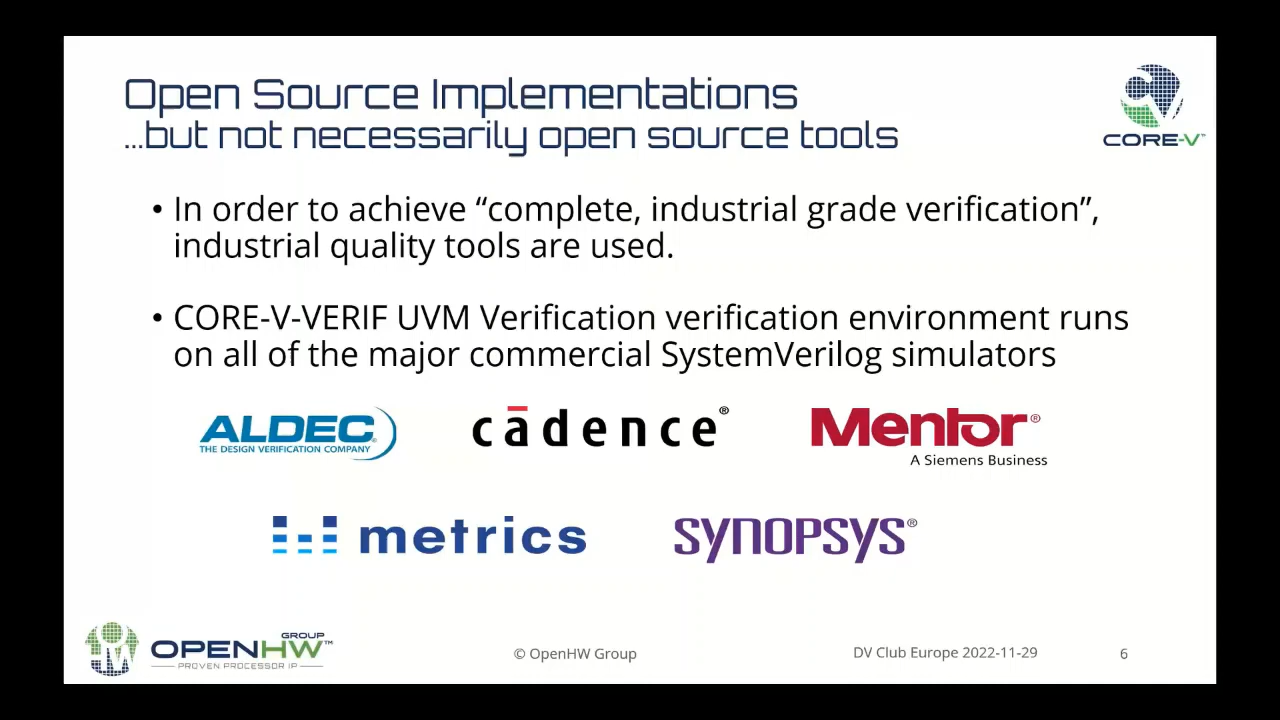 Open Source Implementations
...but not necessarily open source tools
CORE-V™
• In order to achieve “complete, industrial grade verification”,
industrial quality tools are used.
• CORE-V-VERIF UVM Verification verification environment runs
on all of the major commercial SystemVerilog simulators
ALDEC®
THE DESIGN VERIFICATION COMPANY
cādence®
Mentor®
A Siemens Business
metrics
SYNOPSYS®
OPENHW GROUP™
PROVEN PROCESSOR IP
© OpenHW Group
DV Club Europe 2022-11-29
6